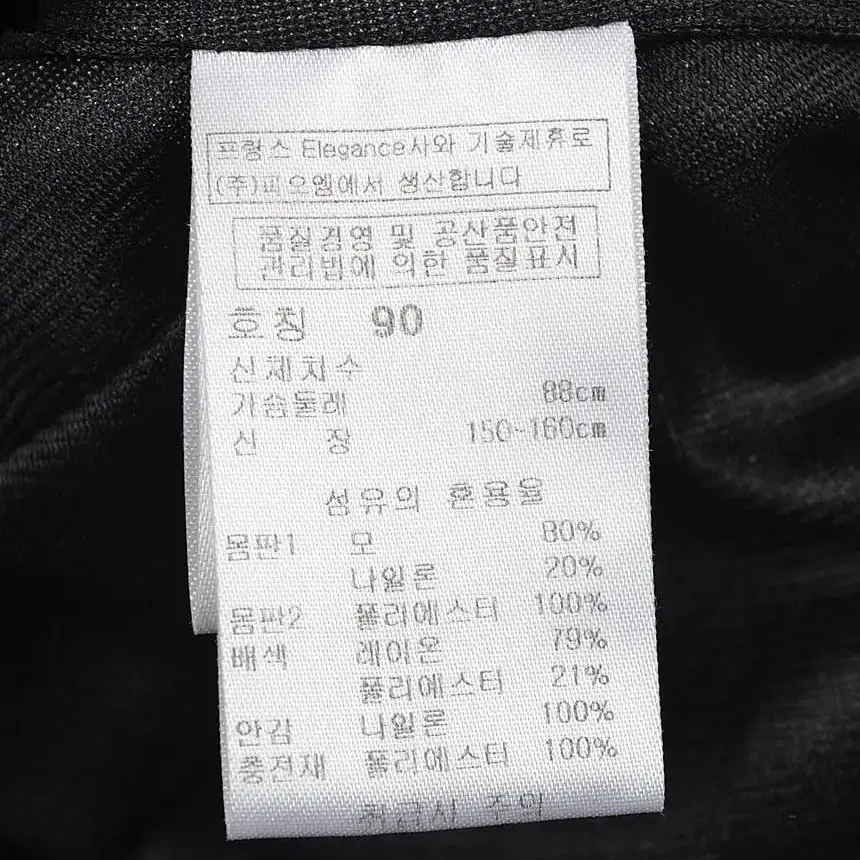 프랑스 Elegance사와 기술제휴로
(주)피오엠에서 생산합니다
품질경영 및 공산품안전
관리법에 의한 품질표시
호칭 90
신체치수
가슴둘레 88cm
신 장 150~160cm
섬유의 혼용율
몸판1 모 80%
나일론 20%
몸판2 폴리에스터 100%
배색 레이온 79%
폴리에스터 21%
안감 나일론 100%
충전재 폴리에스터 100%
취급시 주의